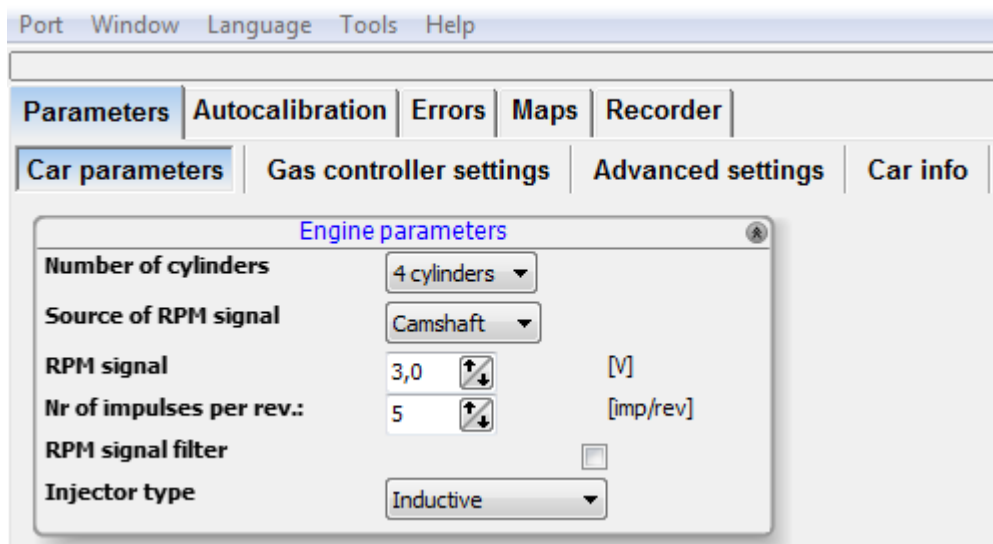 Port Window Language Tools Help
Parameters Autocalibration Errors Maps Recorder
Car parameters Gas controller settings Advanced settings Car info
Engine parameters
Number of cylinders 4 cylinders
Source of RPM signal Camshaft
RPM signal 3,0 [V]
Nr of impulses per rev.: 5 [imp/rev]
RPM signal filter
Injector type Inductive